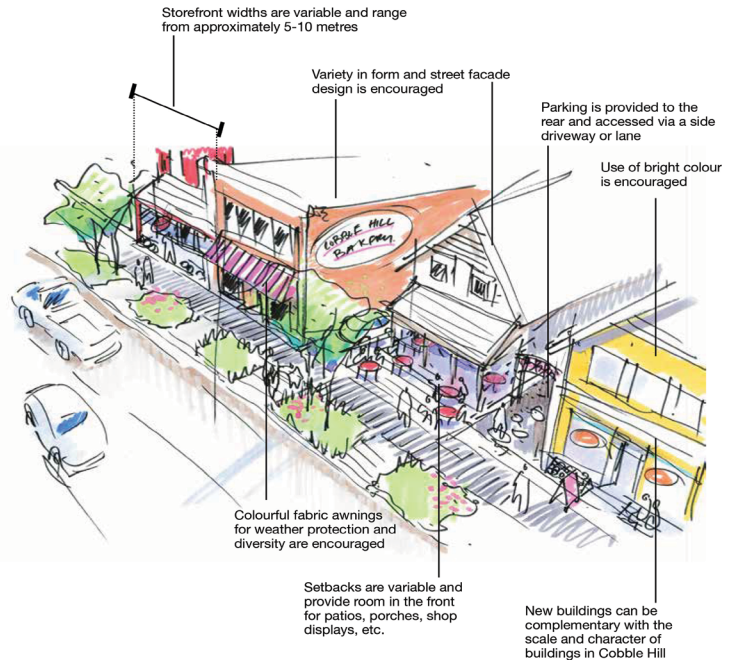 Storefront widths are variable and range
from approximately 5-10 metres
Variety in form and street facade
design is encouraged
Parking is provided to the
rear and accessed via a side
driveway or lane
Use of bright colour
is encouraged
COBBLE HILL
BAKERY
Colourful fabric awnings
for weather protection and
diversity are encouraged
Setbacks are variable and
provide room in the front
for patios, porches, shop
displays, etc.
New buildings can be
complementary with the
scale and character of
buildings in Cobble Hill